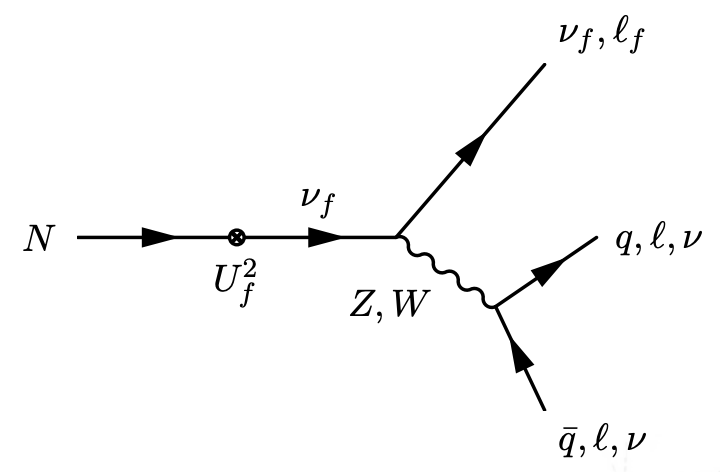 ν_f, ℓ_f
ν_f
N
q, ℓ, ν
U_f^2
Z, W
q̄, ℓ, ν